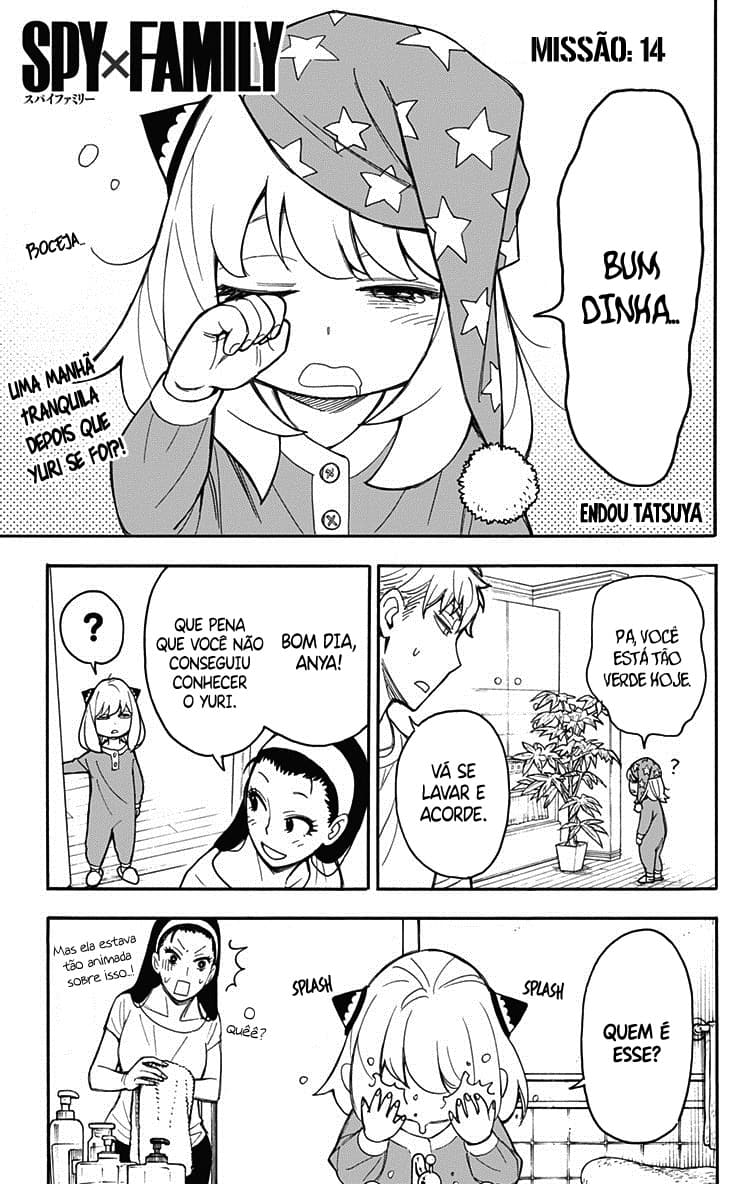 SPY×FAMILY
スパイファミリー
MISSÃO: 14
BUM
DINHA...
BOCEJA...
UMA MANHÃ
TRANQUILA
DEPOIS QUE
YURI SE FOI?!
ENDOU TATSUYA
PA, VOCÊ
ESTÁ TÃO
VERDE HOJE.
?
VÁ SE
LAVAR E
ACORDE.
BOM DIA,
ANYA!
QUE PENA
QUE VOCÊ NÃO
CONSEGUIU
CONHECER
O YURI.
?
QUEM É
ESSE?
SPLASH
SPLASH
Quêê?
Mas ela estava
tão animada
sobre isso..!